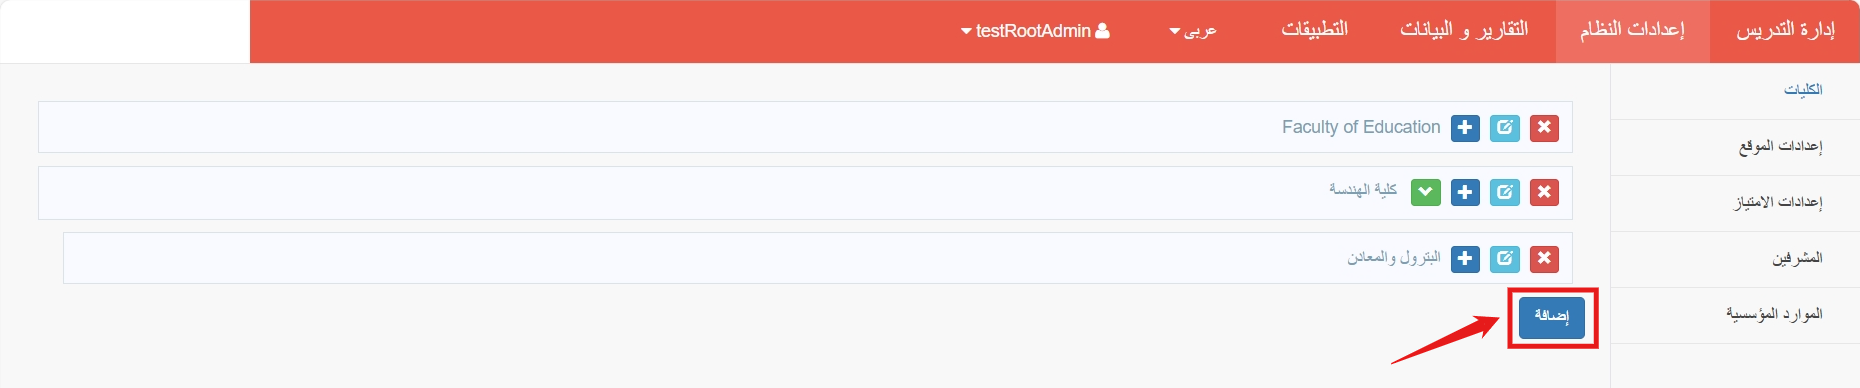 إدارة التدريس
إعدادات النظام
التقارير و البيانات
التطبيقات
عربى
testRootAdmin
الكليات
إعدادات الموقع
إعدادات الامتياز
المشرفين
الموارد المؤسسية
Faculty of Education
كلية الهندسة
البترول والمعادن
إضافة